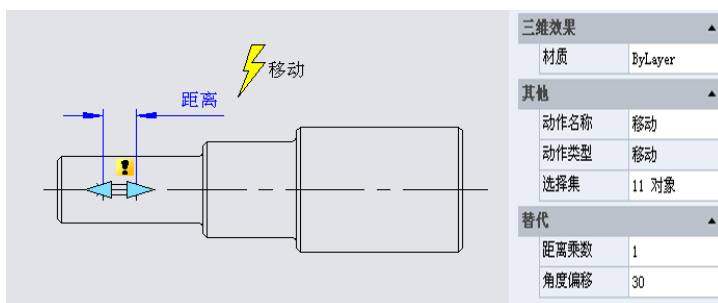 移动
距离
三维效果
材质 ByLayer
其他
动作名称 移动
动作类型 移动
选择集 11 对象
替代
距离乘数 1
角度偏移 30